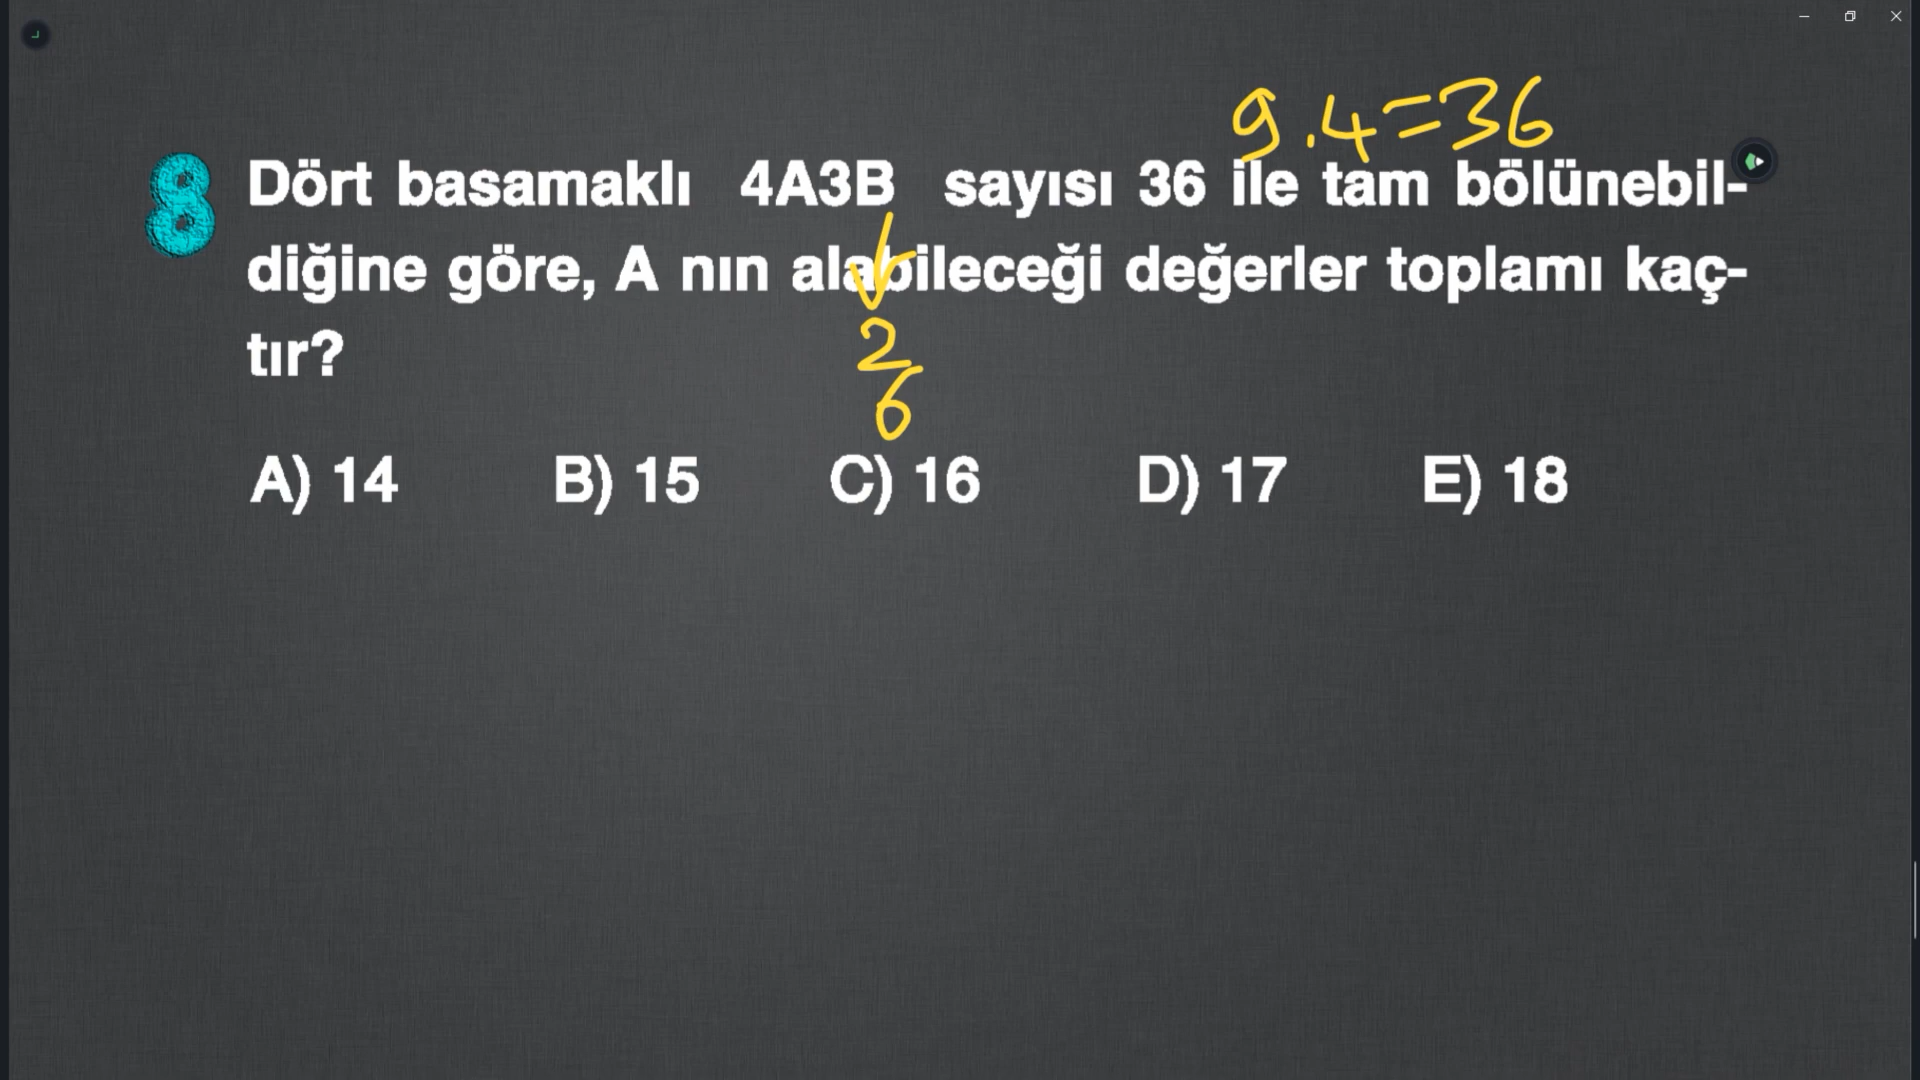 9.4=36
8 Dört basamaklı 4A3B sayısı 36 ile tam bölünebil-
diğine göre, A nın alabileceği değerler toplamı kaç-
tır?
2
6
A) 14 B) 15 C) 16 D) 17 E) 18